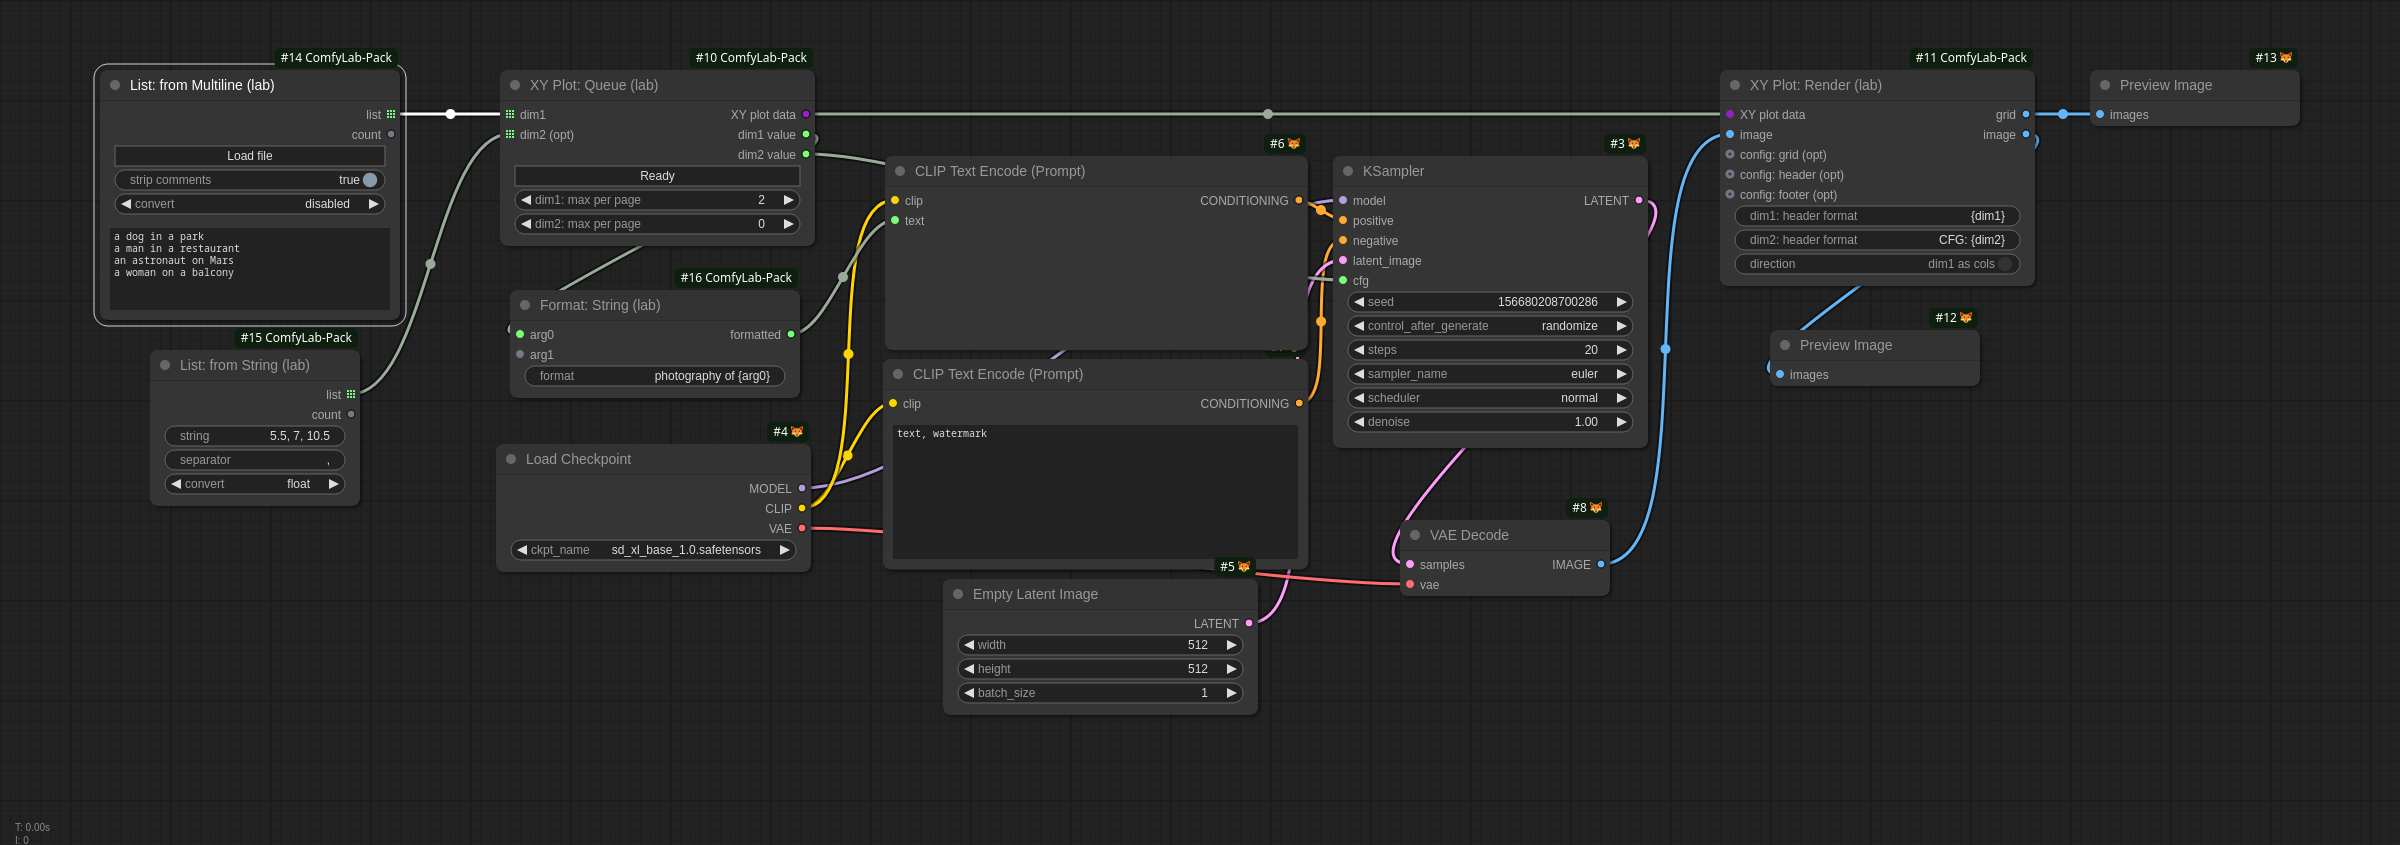 #14 ComfyLab-Pack
List: from Multiline (lab)
list
count
Load file
strip comments true
convert disabled
a dog in a park
a man in a restaurant
an astronaut on Mars
a woman on a balcony
#15 ComfyLab-Pack
List: from String (lab)
list
count
string 5.5, 7, 10.5
separator ,
convert float
#10 ComfyLab-Pack
XY Plot: Queue (lab)
dim1 XY plot data
dim2 (opt) dim1 value
dim2 value
Ready
dim1: max per page 2
dim2: max per page 0
#16 ComfyLab-Pack
Format: String (lab)
arg0 formatted
arg1
format photography of {arg0}
#4
Load Checkpoint
MODEL
CLIP
VAE
ckpt_name sd_xl_base_1.0.safetensors
#6
CLIP Text Encode (Prompt)
clip CONDITIONING
text
CLIP Text Encode (Prompt)
clip CONDITIONING
text, watermark
#5
Empty Latent Image
LATENT
width 512
height 512
batch_size 1
#3
KSampler
model LATENT
positive
negative
latent_image
cfg
seed 156680208700286
control_after_generate randomize
steps 20
sampler_name euler
scheduler normal
denoise 1.00
#8
VAE Decode
samples IMAGE
vae
#11 ComfyLab-Pack
XY Plot: Render (lab)
XY plot data grid
image image
config: grid (opt)
config: header (opt)
config: footer (opt)
dim1: header format {dim1}
dim2: header format CFG: {dim2}
direction dim1 as cols
#12
Preview Image
images
#13
Preview Image
images
T: 0.00s
I: 0